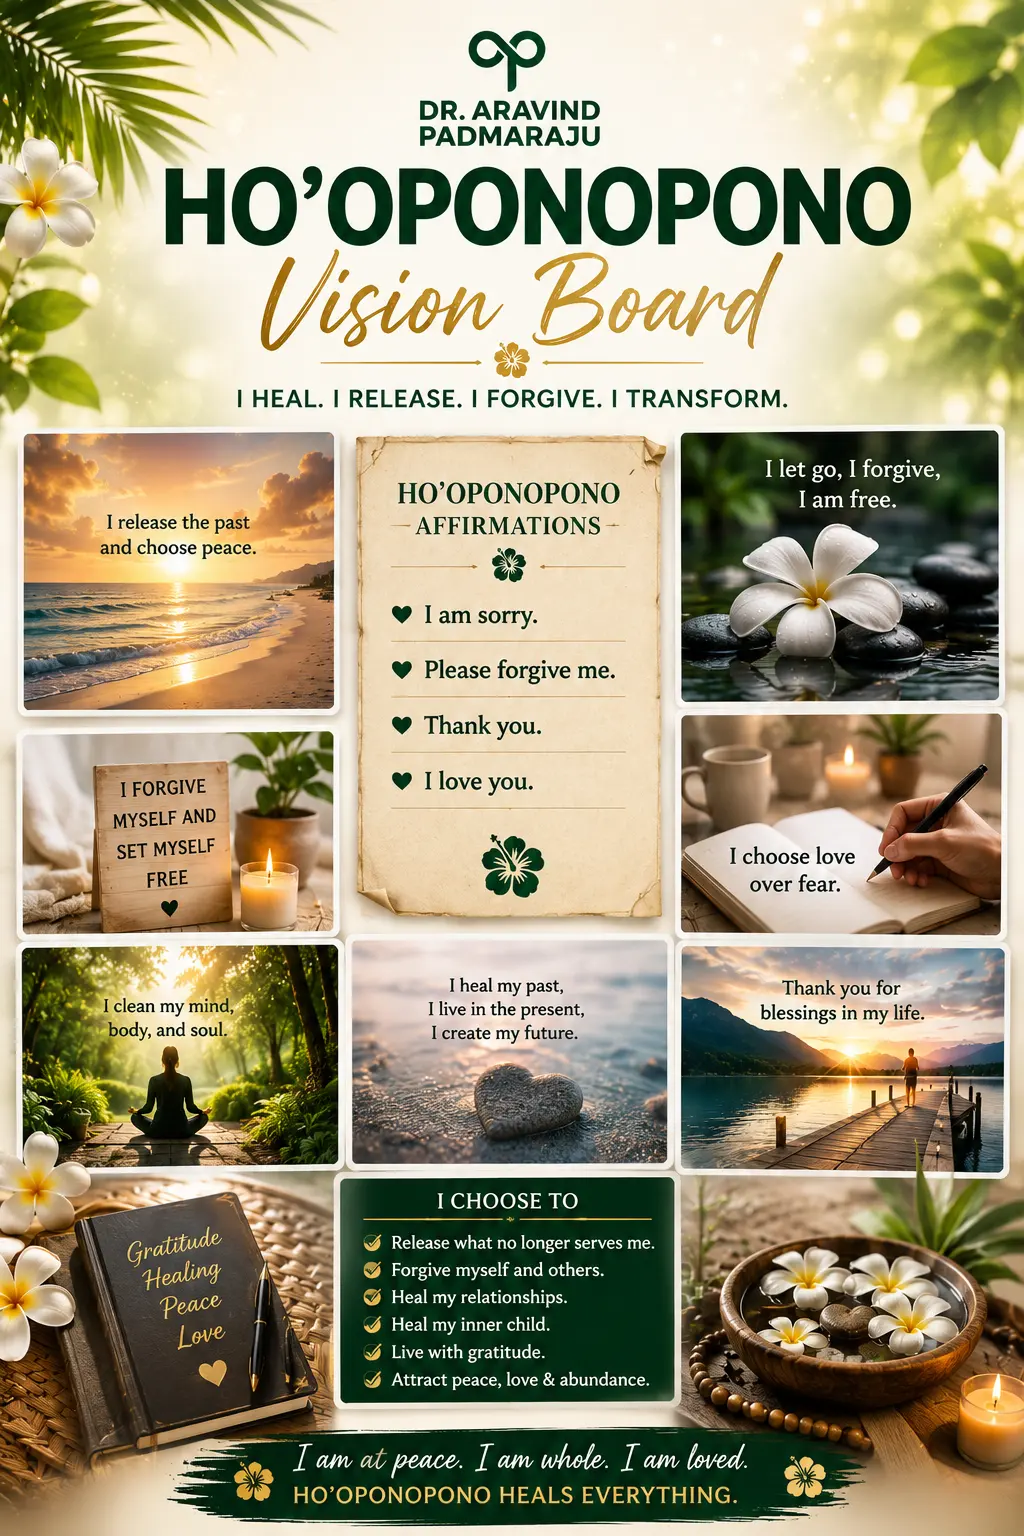 DR. ARAVIND
PADMARAJU
HO’OPONOPONO
Vision Board
I HEAL. I RELEASE. I FORGIVE. I TRANSFORM.
I release the past
and choose peace.
HO’OPONOPONO
AFFIRMATIONS
I am sorry.
Please forgive me.
Thank you.
I love you.
I let go, I forgive,
I am free.
I FORGIVE
MYSELF AND
SET MYSELF
FREE
I choose love
over fear.
I clean my mind,
body, and soul.
I heal my past,
I live in the present,
I create my future.
Thank you for
blessings in my life.
Gratitude
Healing
Peace
Love
I CHOOSE TO
Release what no longer serves me.
Forgive myself and others.
Heal my relationships.
Heal my inner child.
Live with gratitude.
Attract peace, love & abundance.
I am at peace. I am whole. I am loved.
HO’OPONOPONO HEALS EVERYTHING.